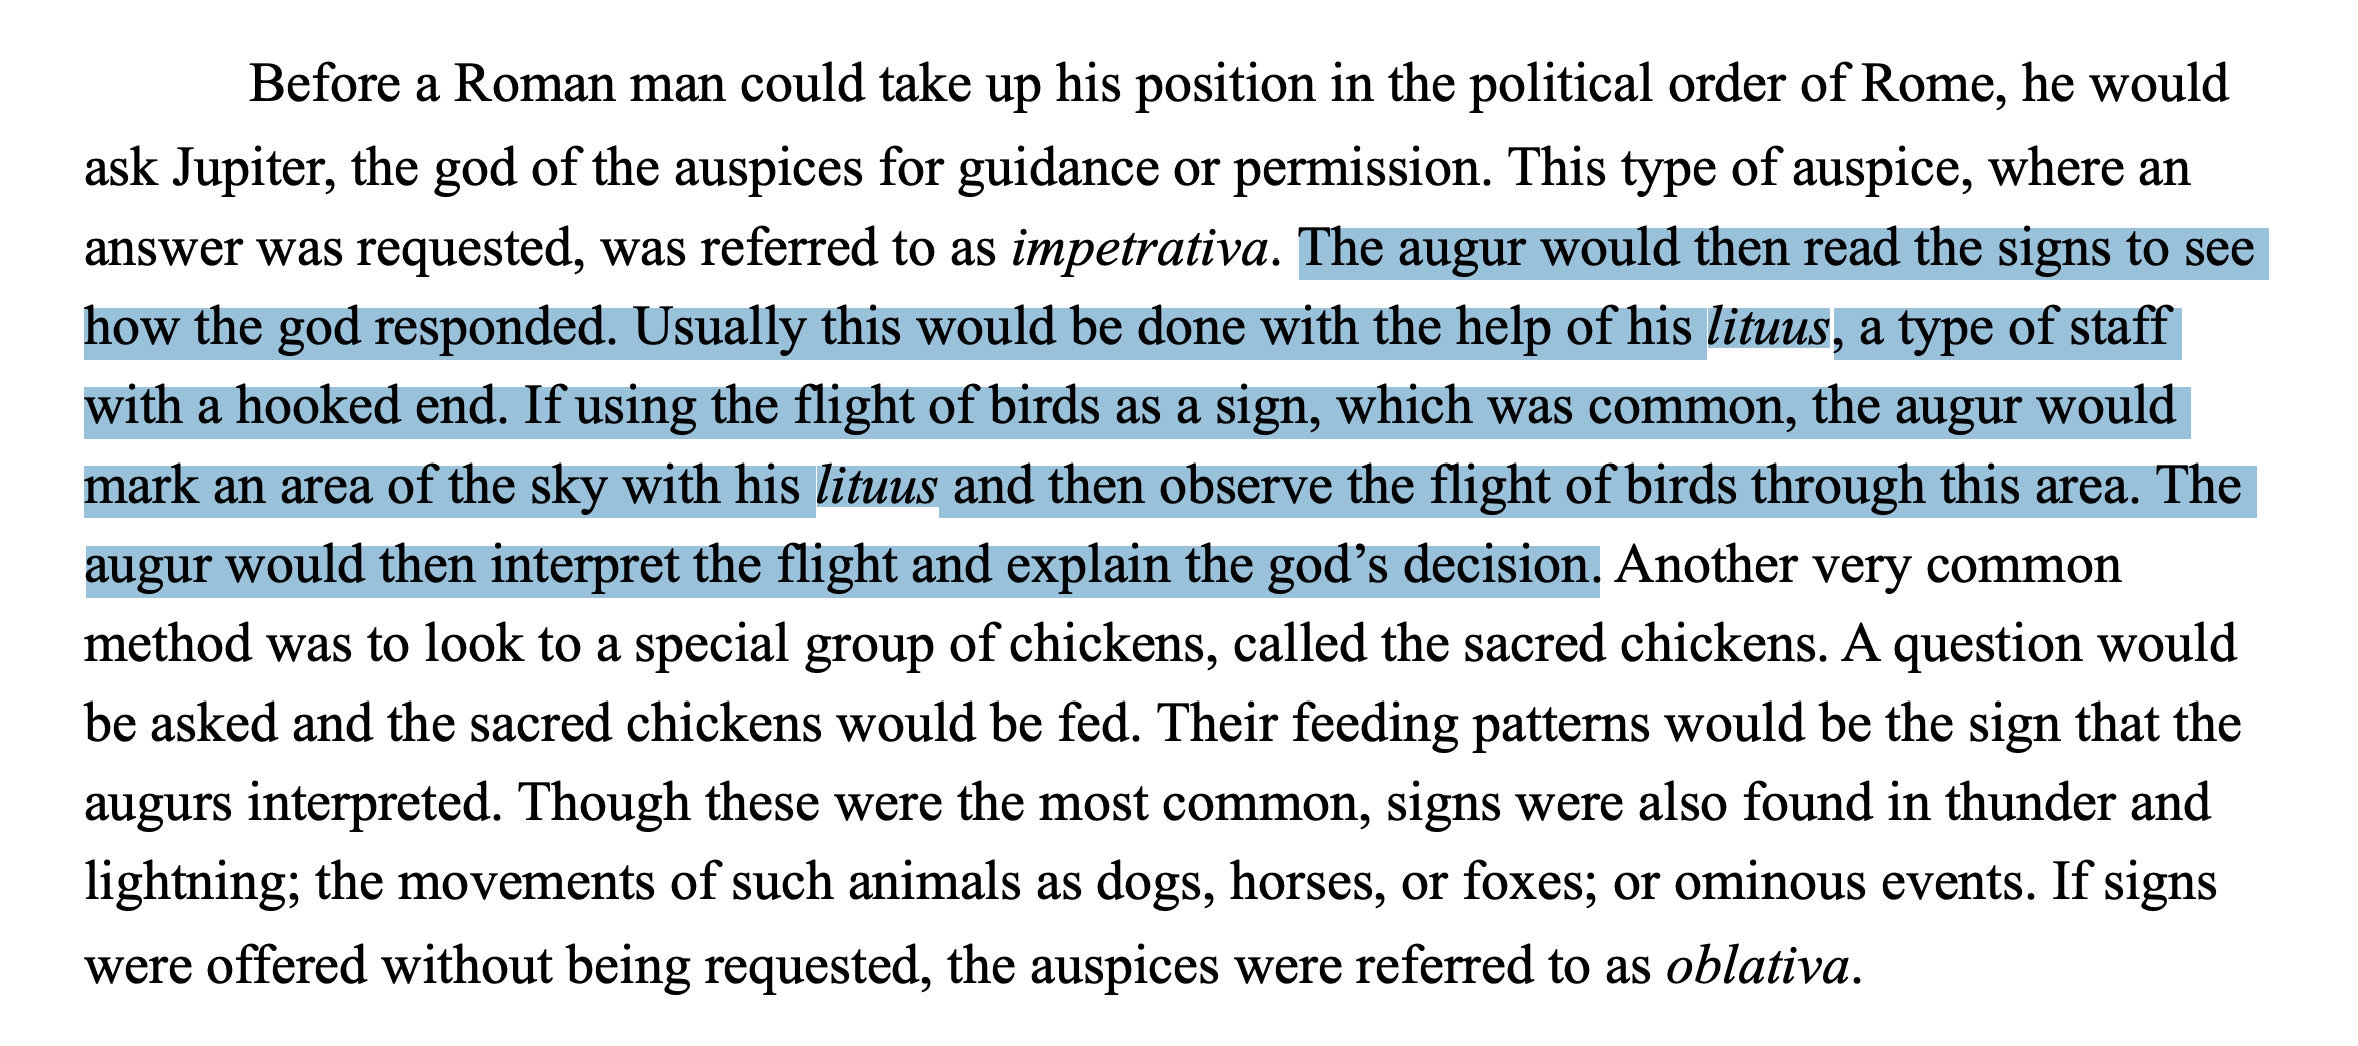 Before a Roman man could take up his position in the political order of Rome, he would
ask Jupiter, the god of the auspices for guidance or permission. This type of auspice, where an
answer was requested, was referred to as impetrativa. The augur would then read the signs to see
how the god responded. Usually this would be done with the help of his lituus, a type of staff
with a hooked end. If using the flight of birds as a sign, which was common, the augur would
mark an area of the sky with his lituus and then observe the flight of birds through this area. The
augur would then interpret the flight and explain the god’s decision. Another very common
method was to look to a special group of chickens, called the sacred chickens. A question would
be asked and the sacred chickens would be fed. Their feeding patterns would be the sign that the
augurs interpreted. Though these were the most common, signs were also found in thunder and
lightning; the movements of such animals as dogs, horses, or foxes; or ominous events. If signs
were offered without being requested, the auspices were referred to as oblativa.